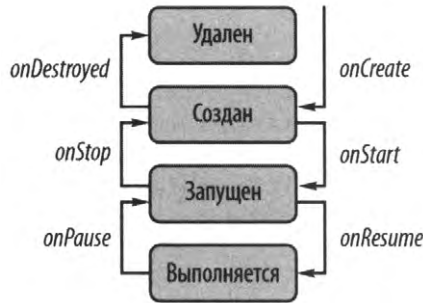 Удален
onDestroyed
onCreate
Создан
onStop
onStart
Запущен
onPause
onResume
Выполняется